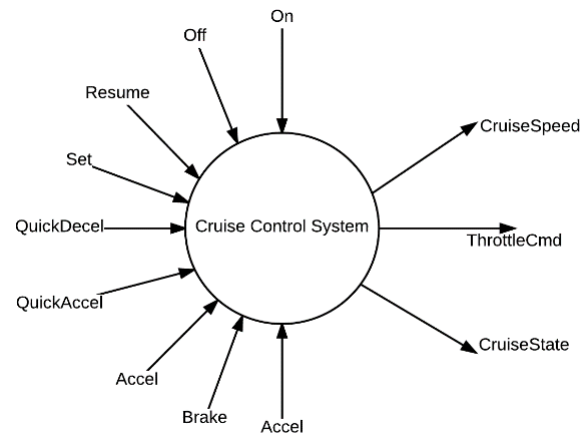 On
Off
Resume
Set
QuickDecel
QuickAccel
Accel
Brake
Accel
Cruise Control System
CruiseSpeed
ThrottleCmd
CruiseState